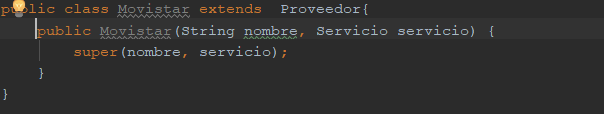 public class Movistar extends  Proveedor{
    public Movistar(String nombre, Servicio servicio) {
        super(nombre, servicio);
    }
}